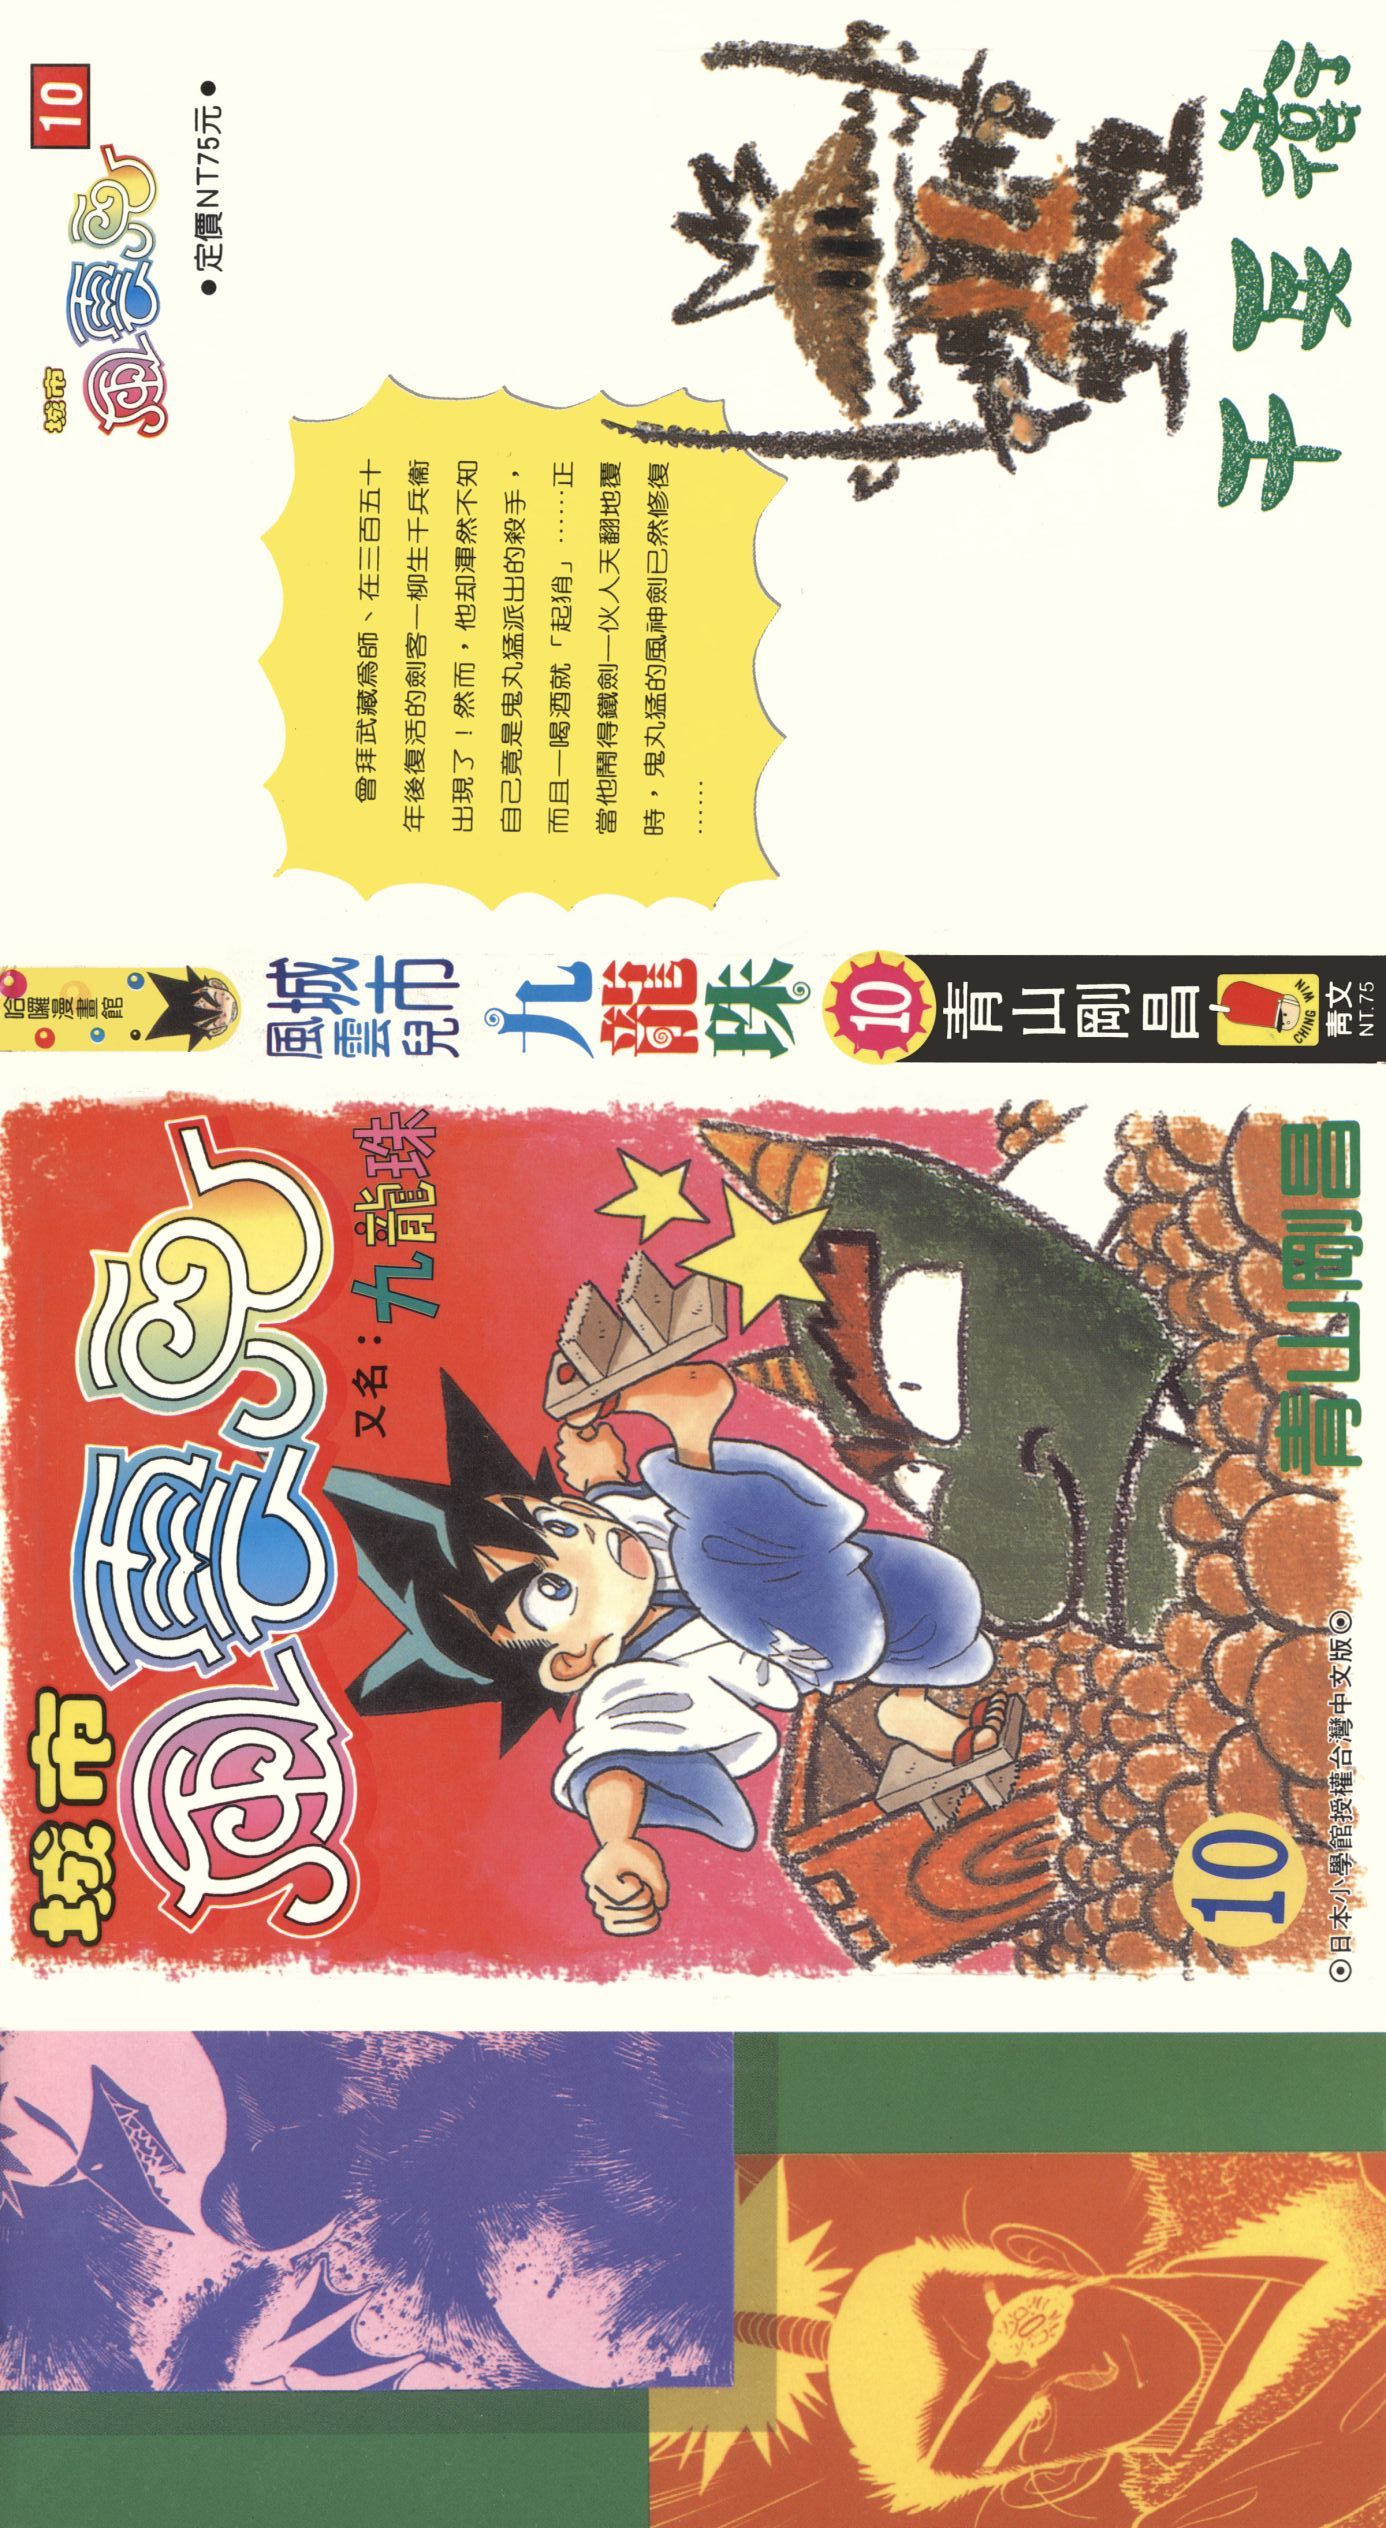 10
城市
風雲兒
●定價NT75元●
曾拜武藏為師、在三百五十
年後復活的劍客—柳生十兵衞
出現了！然而，他却渾然不知
自己竟是鬼丸猛派出的殺手，
而且一喝酒就「起狷」……正
當他鬧得鐵劍一伙人天翻地覆
時，鬼丸猛的風神劍已然修復
……
十兵衛
哈囉漫畫館
城市
風雲兒
九龍珠
10
青山剛昌
CHING WIN
青文
NT.75
城市
風雲兒
又名：九龍珠
青山剛昌
10
◎日本小學館授權台灣中文版◎